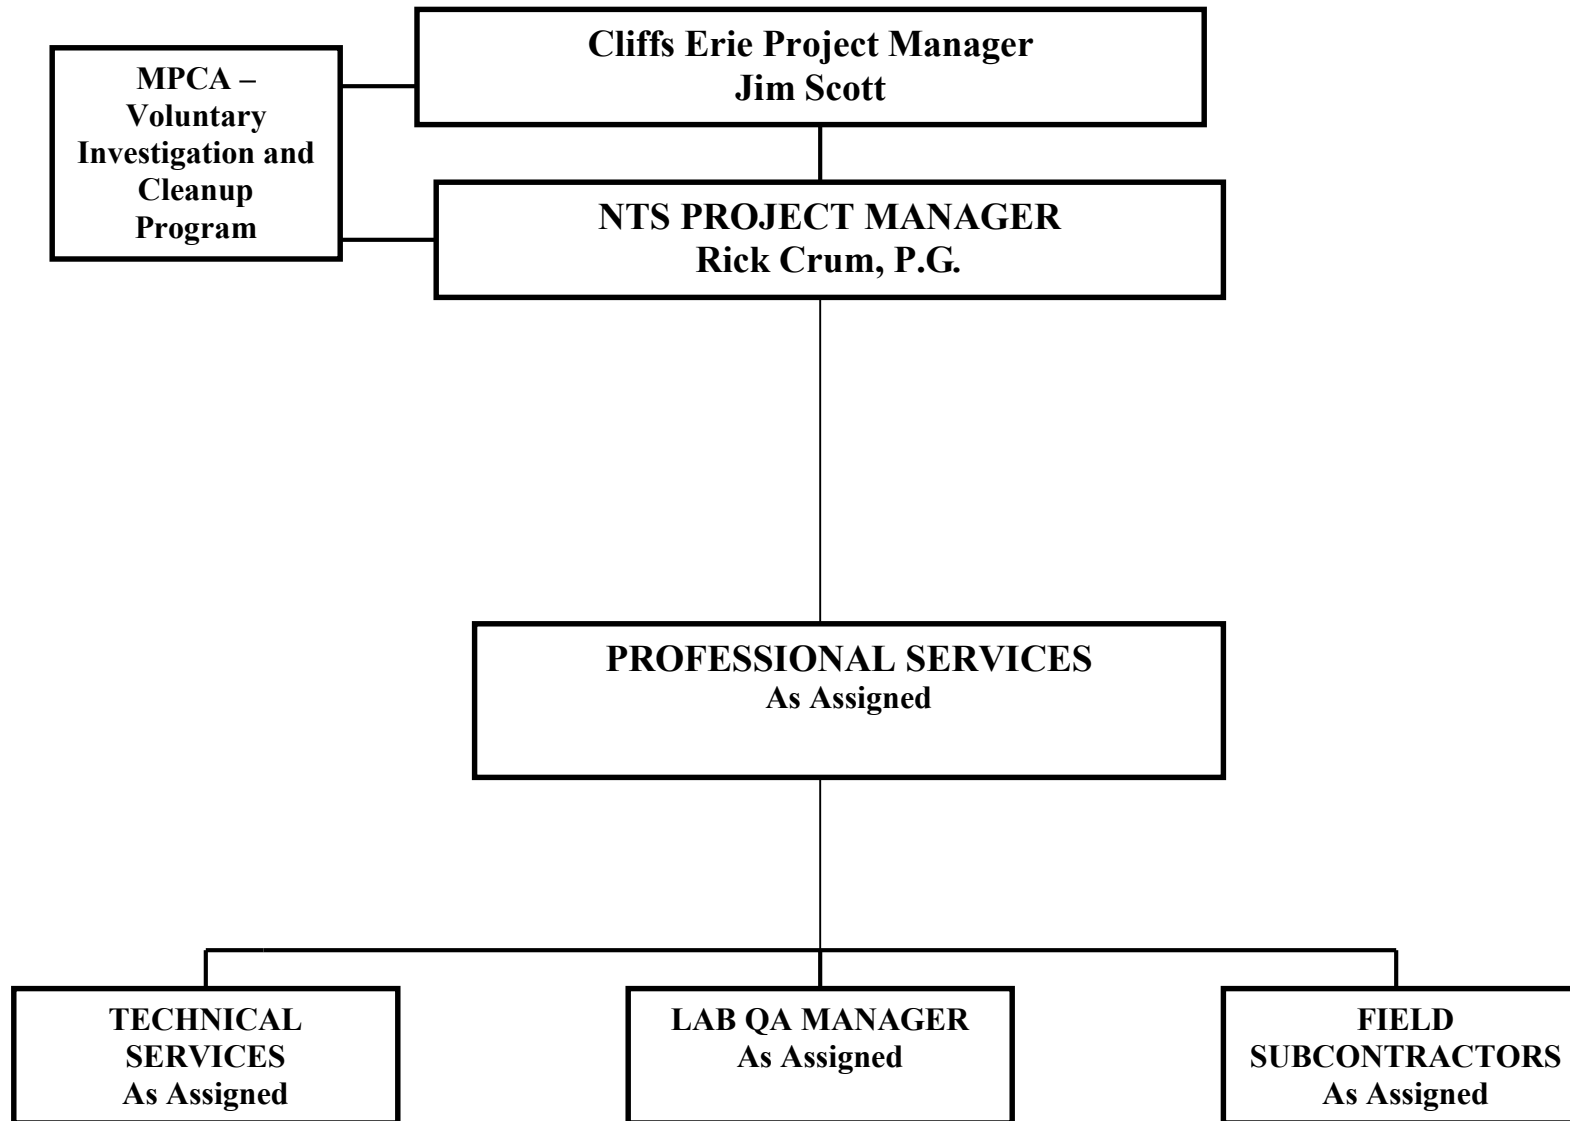 Cliffs Erie Project Manager
Jim Scott
MPCA –
Voluntary
Investigation and
Cleanup
Program
NTS PROJECT MANAGER
Rick Crum, P.G.
PROFESSIONAL SERVICES
As Assigned
TECHNICAL
SERVICES
As Assigned
LAB QA MANAGER
As Assigned
FIELD
SUBCONTRACTORS
As Assigned